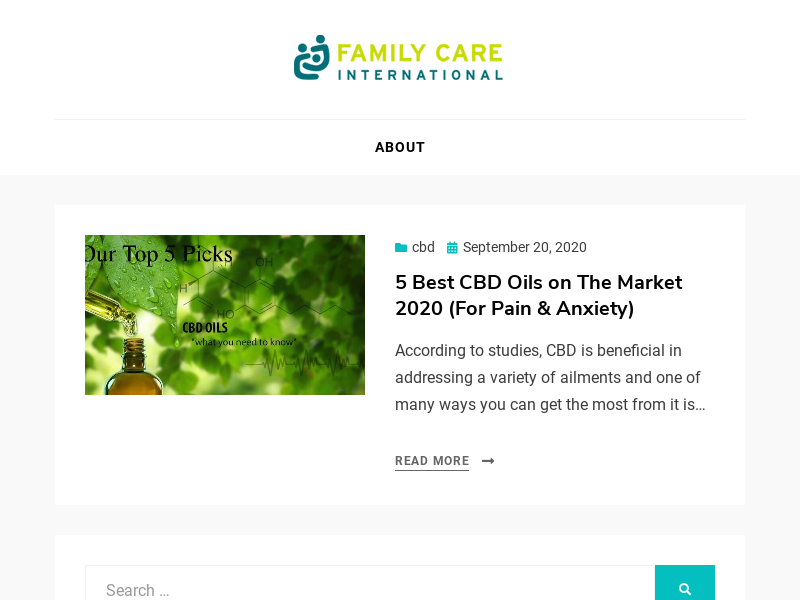 FAMILY CARE
INTERNATIONAL
ABOUT
Our Top 5 Picks
OH
H
HO
CBD OILS
"what you need to know"
cbd September 20, 2020
5 Best CBD Oils on The Market
2020 (For Pain & Anxiety)
According to studies, CBD is beneficial in
addressing a variety of ailments and one of
many ways you can get the most from it is…
READ MORE
Search …